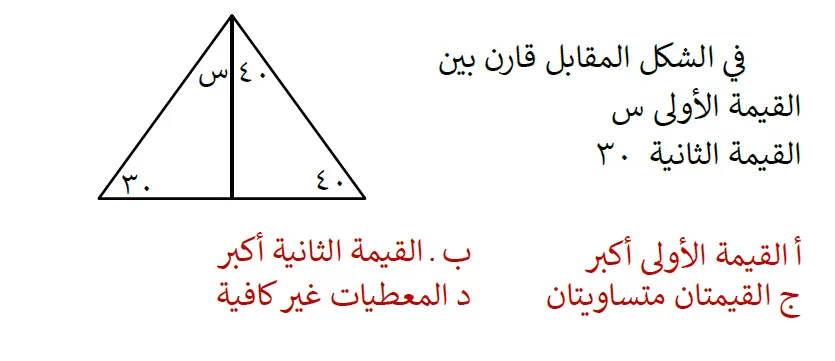 في الشكل المقابل قارن بين
القيمة الأولى س
القيمة الثانية ٣٠
س ٤٠
٣٠ ٤٠
أ القيمة الأولى أكبر ب . القيمة الثانية أكبر
ج القيمتان متساويتان د المعطيات غير كافية